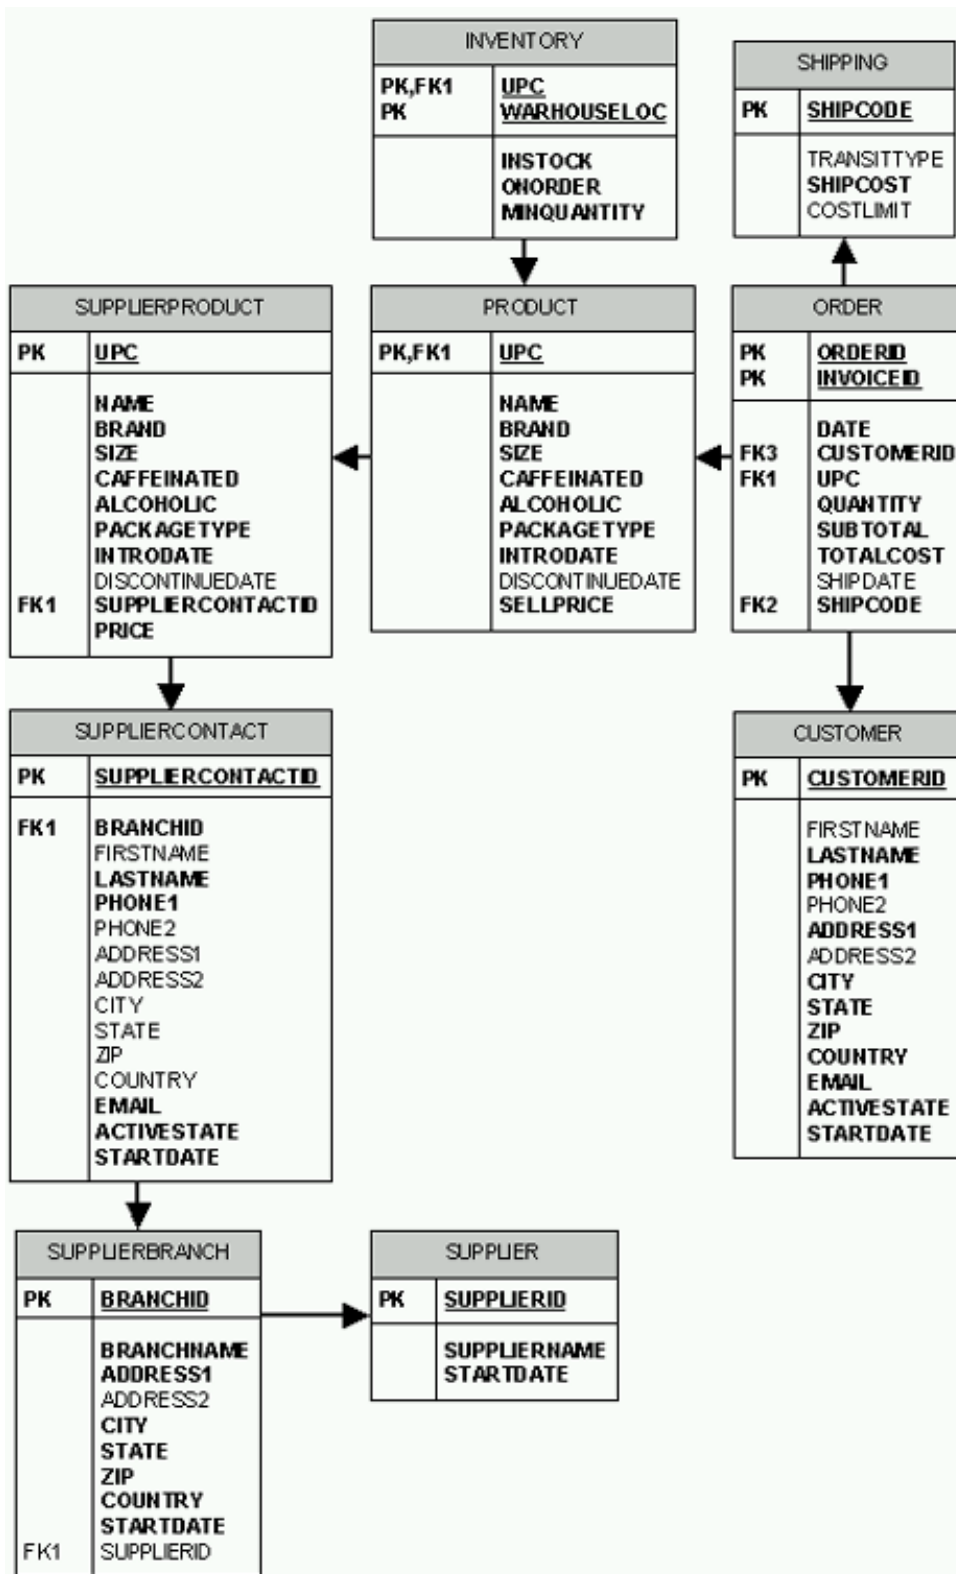 INVENTORY
PK,FK1 UPC
PK WARHOUSELOC
INSTOCK
ONORDER
MINQUANTITY
SHIPPING
PK SHIPCODE
TRANSITTYPE
SHIPCOST
COSTLIMIT
SUPPLIERPRODUCT
PK UPC
NAME
BRAND
SIZE
CAFFEINATED
ALCOHOLIC
PACKAGETYPE
INTRODATE
DISCONTINUEDATE
FK1 SUPPLIERCONTACTID
PRICE
PRODUCT
PK,FK1 UPC
NAME
BRAND
SIZE
CAFFEINATED
ALCOHOLIC
PACKAGETYPE
INTRODATE
DISCONTINUEDATE
SELLPRICE
ORDER
PK ORDERID
PK INVOICEID
DATE
FK3 CUSTOMERID
FK1 UPC
QUANTITY
SUBTOTAL
TOTALCOST
SHIPDATE
FK2 SHIPCODE
SUPPLIERCONTACT
PK SUPPLIERCONTACTID
FK1 BRANCHID
FIRSTNAME
LASTNAME
PHONE1
PHONE2
ADDRESS1
ADDRESS2
CITY
STATE
ZIP
COUNTRY
EMAIL
ACTIVESTATE
STARTDATE
CUSTOMER
PK CUSTOMERID
FIRSTNAME
LASTNAME
PHONE1
PHONE2
ADDRESS1
ADDRESS2
CITY
STATE
ZIP
COUNTRY
EMAIL
ACTIVESTATE
STARTDATE
SUPPLIERBRANCH
PK BRANCHID
BRANCHNAME
ADDRESS1
ADDRESS2
CITY
STATE
ZIP
COUNTRY
STARTDATE
FK1 SUPPLIERID
SUPPLIER
PK SUPPLIERID
SUPPLIERNAME
STARTDATE